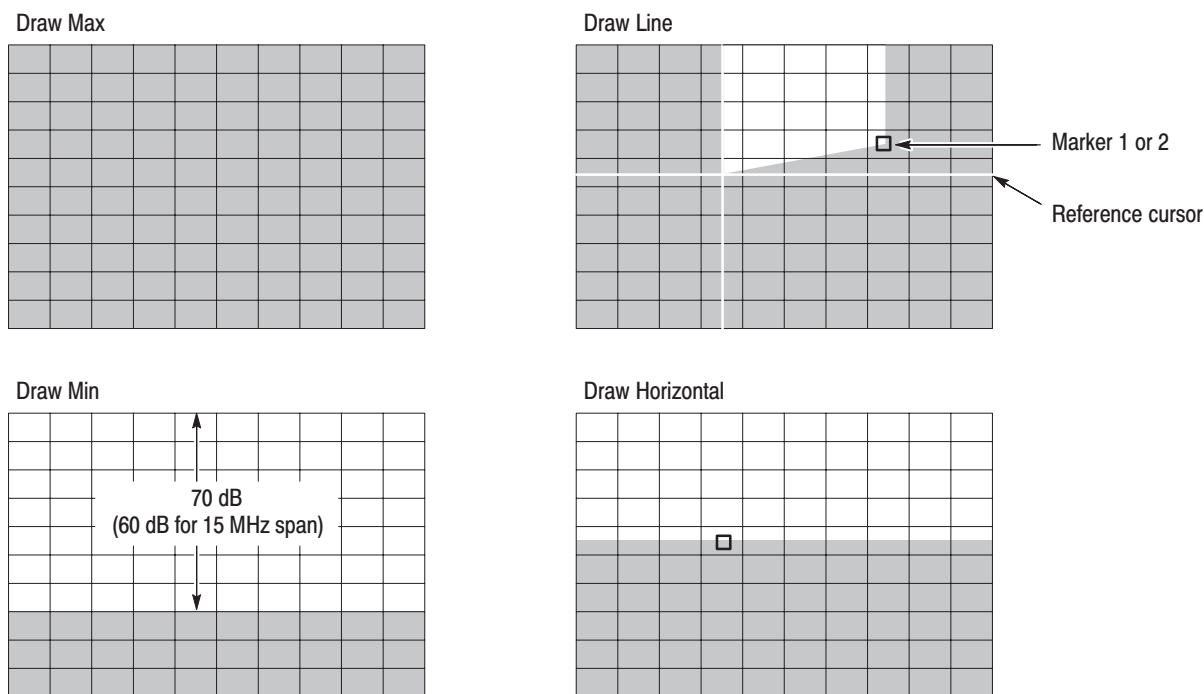 Draw Max
Draw Line
Marker 1 or 2
Reference cursor
Draw Min
70 dB
(60 dB for 15 MHz span)
Draw Horizontal